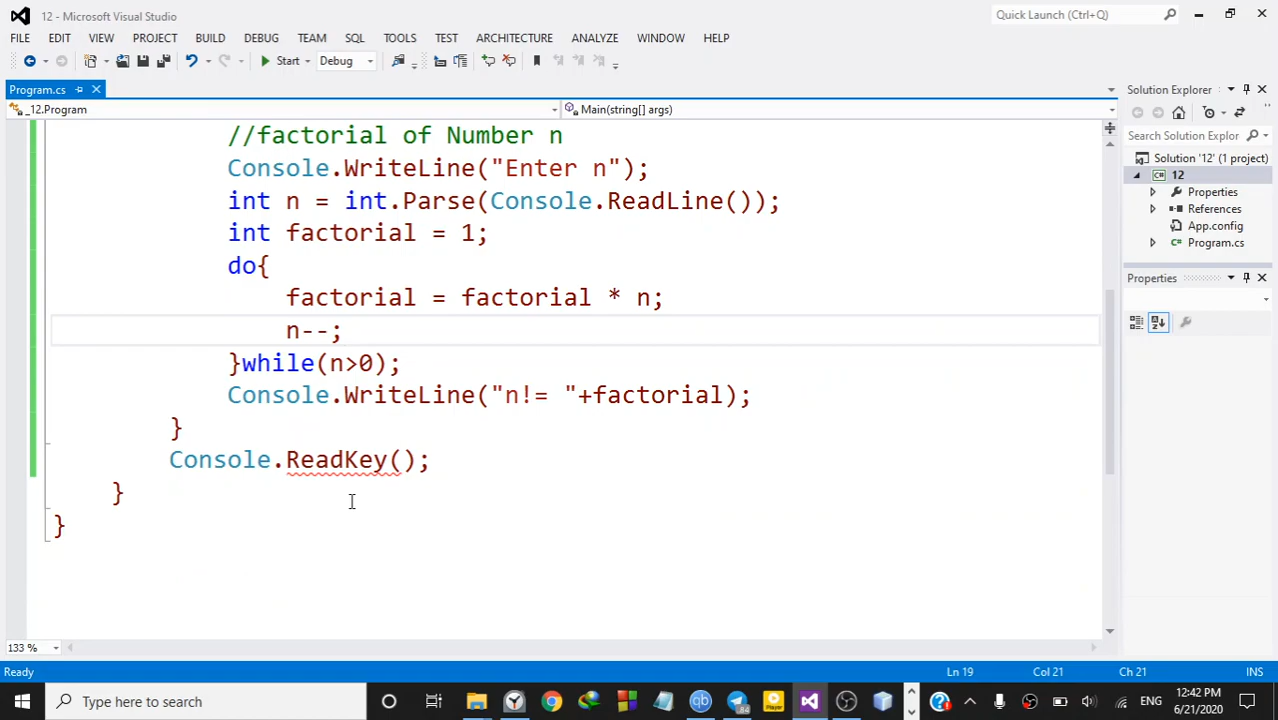 12 - Microsoft Visual Studio
Quick Launch (Ctrl+Q)
FILE EDIT VIEW PROJECT BUILD DEBUG TEAM SQL TOOLS TEST ARCHITECTURE ANALYZE WINDOW HELP
Start Debug
Program.cs
_12.Program
Main(string[] args)
//factorial of Number n
Console.WriteLine("Enter n");
int n = int.Parse(Console.ReadLine());
int factorial = 1;
do{
factorial = factorial * n;
n--;
}while(n>0);
Console.WriteLine("n!= "+factorial);
}
Console.ReadKey();
}
}
133 %
Solution Explorer
Search Solution Explor
Solution '12' (1 project)
C# 12
Properties
References
App.config
C# Program.cs
Properties
Ready
Ln 19 Col 21 Ch 21 INS
Type here to search
qb
84
Player
ENG
12:42 PM
6/21/2020